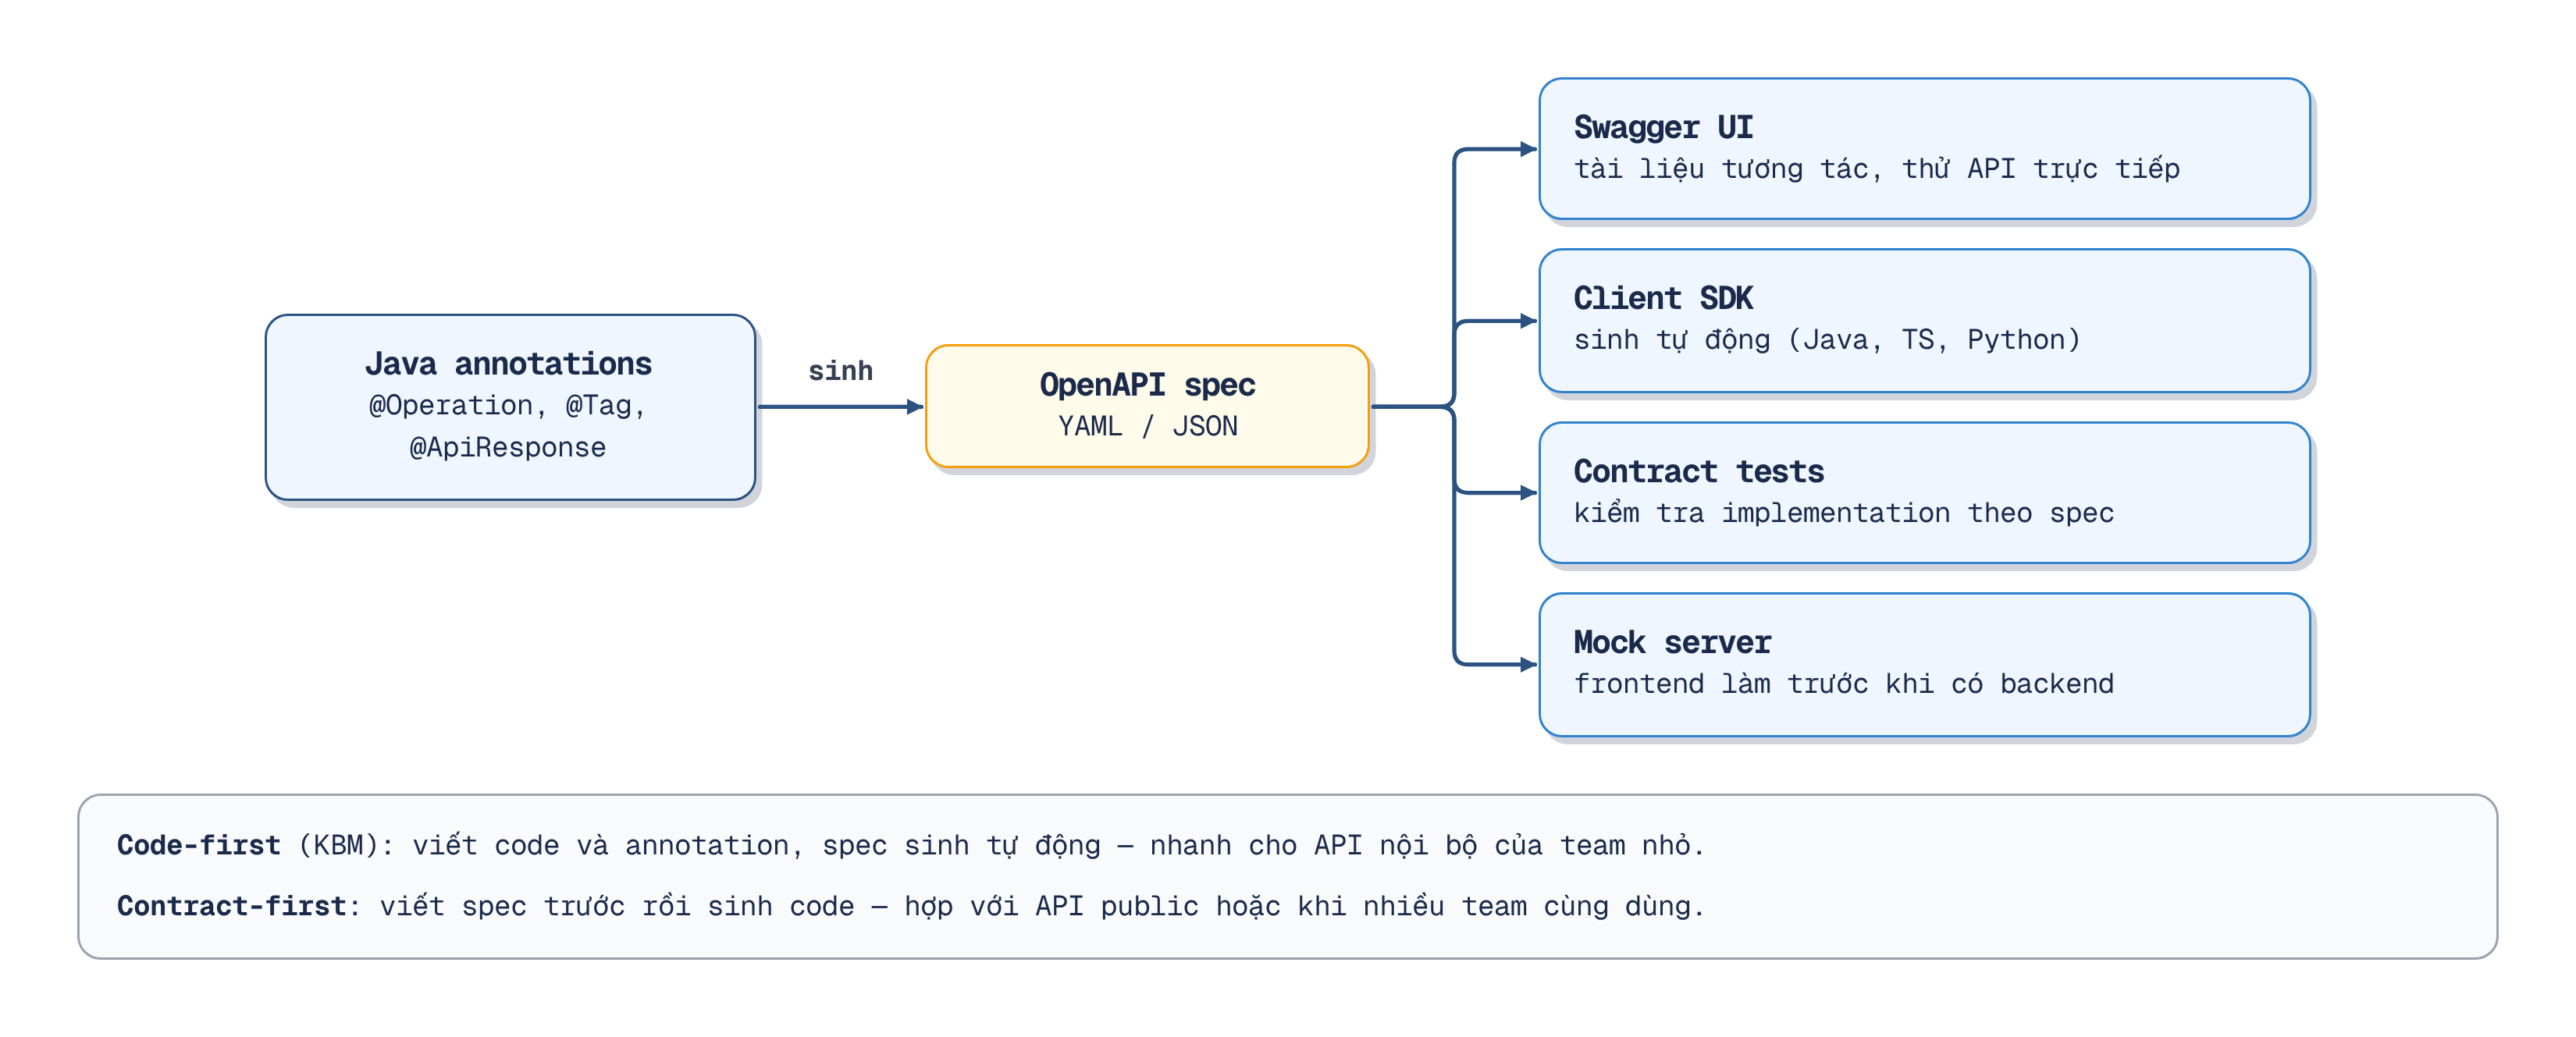 Java annotations
@Operation, @Tag,
@ApiResponse
sinh
OpenAPI spec
YAML / JSON
Swagger UI
tài liệu tương tác, thử API trực tiếp
Client SDK
sinh tự động (Java, TS, Python)
Contract tests
kiểm tra implementation theo spec
Mock server
frontend làm trước khi có backend
Code-first (KBM): viết code và annotation, spec sinh tự động — nhanh cho API nội bộ của team nhỏ.
Contract-first: viết spec trước rồi sinh code — hợp với API public hoặc khi nhiều team cùng dùng.